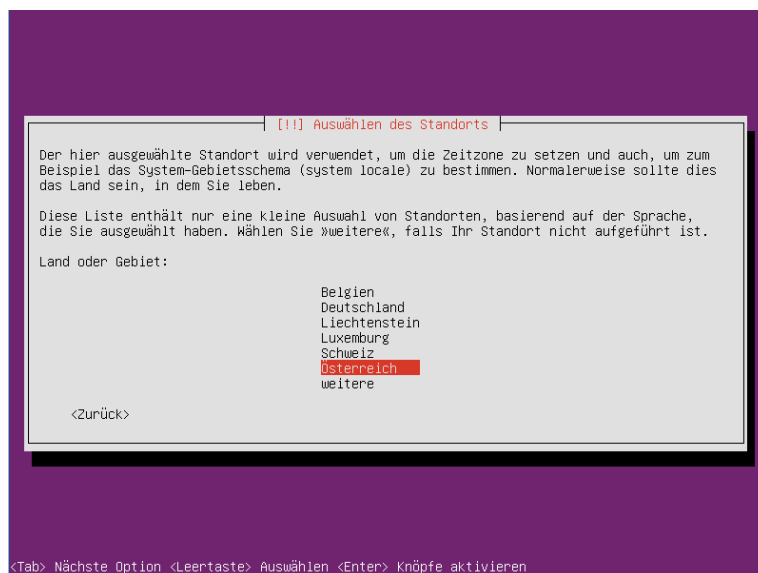 [!!] Auswählen des Standorts
Der hier ausgewählte Standort wird verwendet, um die Zeitzone zu setzen und auch, um zum
Beispiel das System-Gebietsschema (system locale) zu bestimmen. Normalerweise sollte dies
das Land sein, in dem Sie leben.
Diese Liste enthält nur eine kleine Auswahl von Standorten, basierend auf der Sprache,
die Sie ausgewählt haben. Wählen Sie »weitere«, falls Ihr Standort nicht aufgeführt ist.
Land oder Gebiet:
Belgien
Deutschland
Liechtenstein
Luxemburg
Schweiz
Österreich
weitere
<Zurück>
<Tab> Nächste Option <Leertaste> Auswählen <Enter> Knöpfe aktivieren